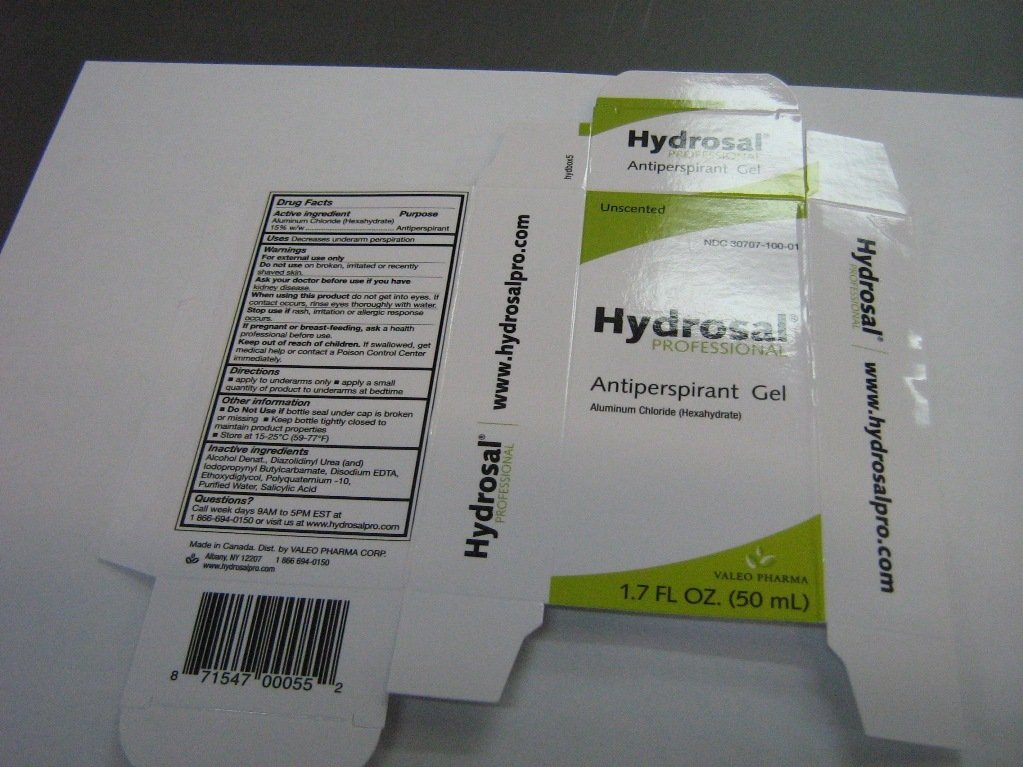 Drug Facts
Active ingredient Purpose
Aluminum Chloride (Hexahydrate)
15% w/w ............................ Antiperspirant
Uses Decreases underarm perspiration
Warnings
For external use only
Do not use on broken, irritated or recently
shaved skin.
Ask your doctor before use if you have
kidney disease.
When using this product do not get into eyes. If
contact occurs, rinse eyes thoroughly with water.
Stop use if rash, irritation or allergic response
occurs.
If pregnant or breast-feeding, ask a health
professional before use.
Keep out of reach of children. If swallowed, get
medical help or contact a Poison Control Center
immediately.
Directions
▪ apply to underarms only ▪ apply a small
quantity of product to underarms at bedtime
Other information
▪ Do Not Use if bottle seal under cap is broken
or missing ▪ Keep bottle tightly closed to
maintain product properties
▪ Store at 15-25°C (59-77°F)
Inactive ingredients
Alcohol Denat., Diazolidinyl Urea (and)
Iodopropynyl Butylcarbamate, Disodium EDTA,
Ethoxydiglycol, Polyquaternium -10,
Purified Water, Salicylic Acid
Questions?
Call week days 9AM to 5PM EST at
1 866-694-0150 or visit us at www.hydrosalpro.com
Made in Canada. Dist. by VALEO PHARMA CORP.
Albany, NY 12207 1 866 694-0150
www.hydrosalpro.com
8 71547 00055 2
hydbox5
Hydrosal® PROFESSIONAL | www.hydrosalpro.com
Hydrosal®
PROFESSIONAL
Antiperspirant Gel
Unscented
NDC 30707-100-01
Hydrosal®
PROFESSIONAL
Antiperspirant Gel
Aluminum Chloride (Hexahydrate)
VALEO PHARMA
1.7 FL OZ. (50 mL)
Hydrosal® PROFESSIONAL | www.hydrosalpro.com